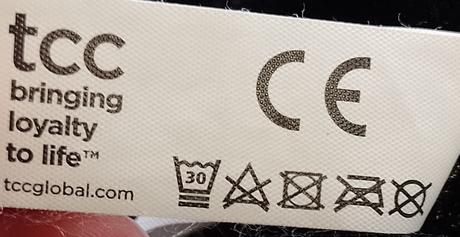 tcc
bringing
loyalty
to life™
tccglobal.com
CE
30